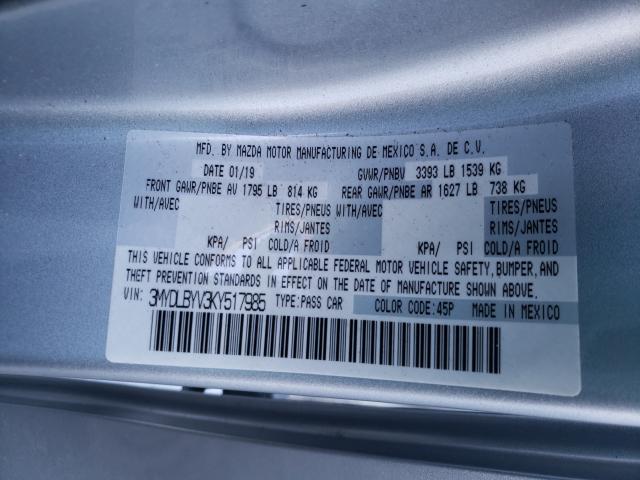 MFD. BY MAZDA MOTOR MANUFACTURING DE MEXICO S.A. DE C.V.
DATE 01/19 GVWR/PNBV 3393 LB 1539 KG
FRONT GAWR/PNBE AV 1795 LB 814 KG REAR GAWR/PNBE AR 1627 LB 738 KG
WITH/AVEC TIRES/PNEUS WITH/AVEC TIRES/PNEUS
RIMS/JANTES RIMS/JANTES
KPA/ PSI COLD/A FROID KPA/ PSI COLD/A FROID
THIS VEHICLE CONFORMS TO ALL APPLICABLE FEDERAL MOTOR VEHICLE SAFETY, BUMPER, AND
THEFT PREVENTION STANDARDS IN EFFECT ON THE DATE OF MANUFACTURE SHOWN ABOVE.
VIN: 3MYDLBYV3KY517985 TYPE:PASS CAR COLOR CODE:45P MADE IN MEXICO